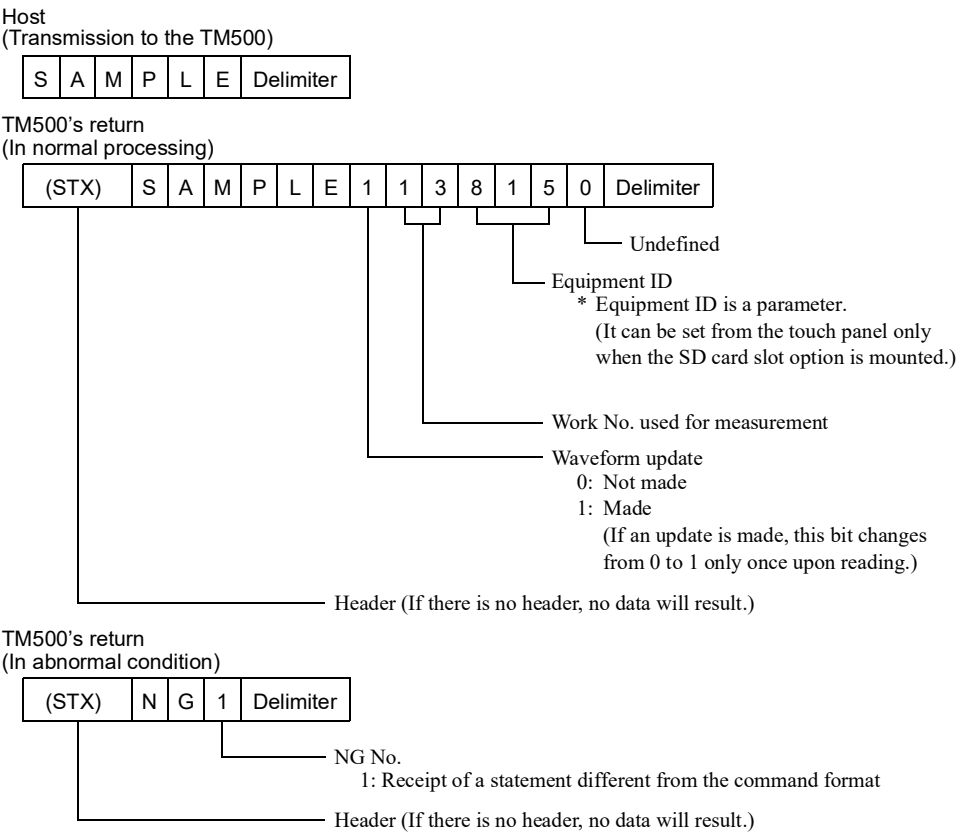 Host
(Transmission to the TM500)
S A M P L E Delimiter
TM500's return
(In normal processing)
(STX) S A M P L E 1 1 3 8 1 5 0 Delimiter
Undefined
Equipment ID
* Equipment ID is a parameter.
(It can be set from the touch panel only
when the SD card slot option is mounted.)
Work No. used for measurement
Waveform update
0: Not made
1: Made
(If an update is made, this bit changes
from 0 to 1 only once upon reading.)
Header (If there is no header, no data will result.)
TM500's return
(In abnormal condition)
(STX) N G 1 Delimiter
NG No.
1: Receipt of a statement different from the command format
Header (If there is no header, no data will result.)